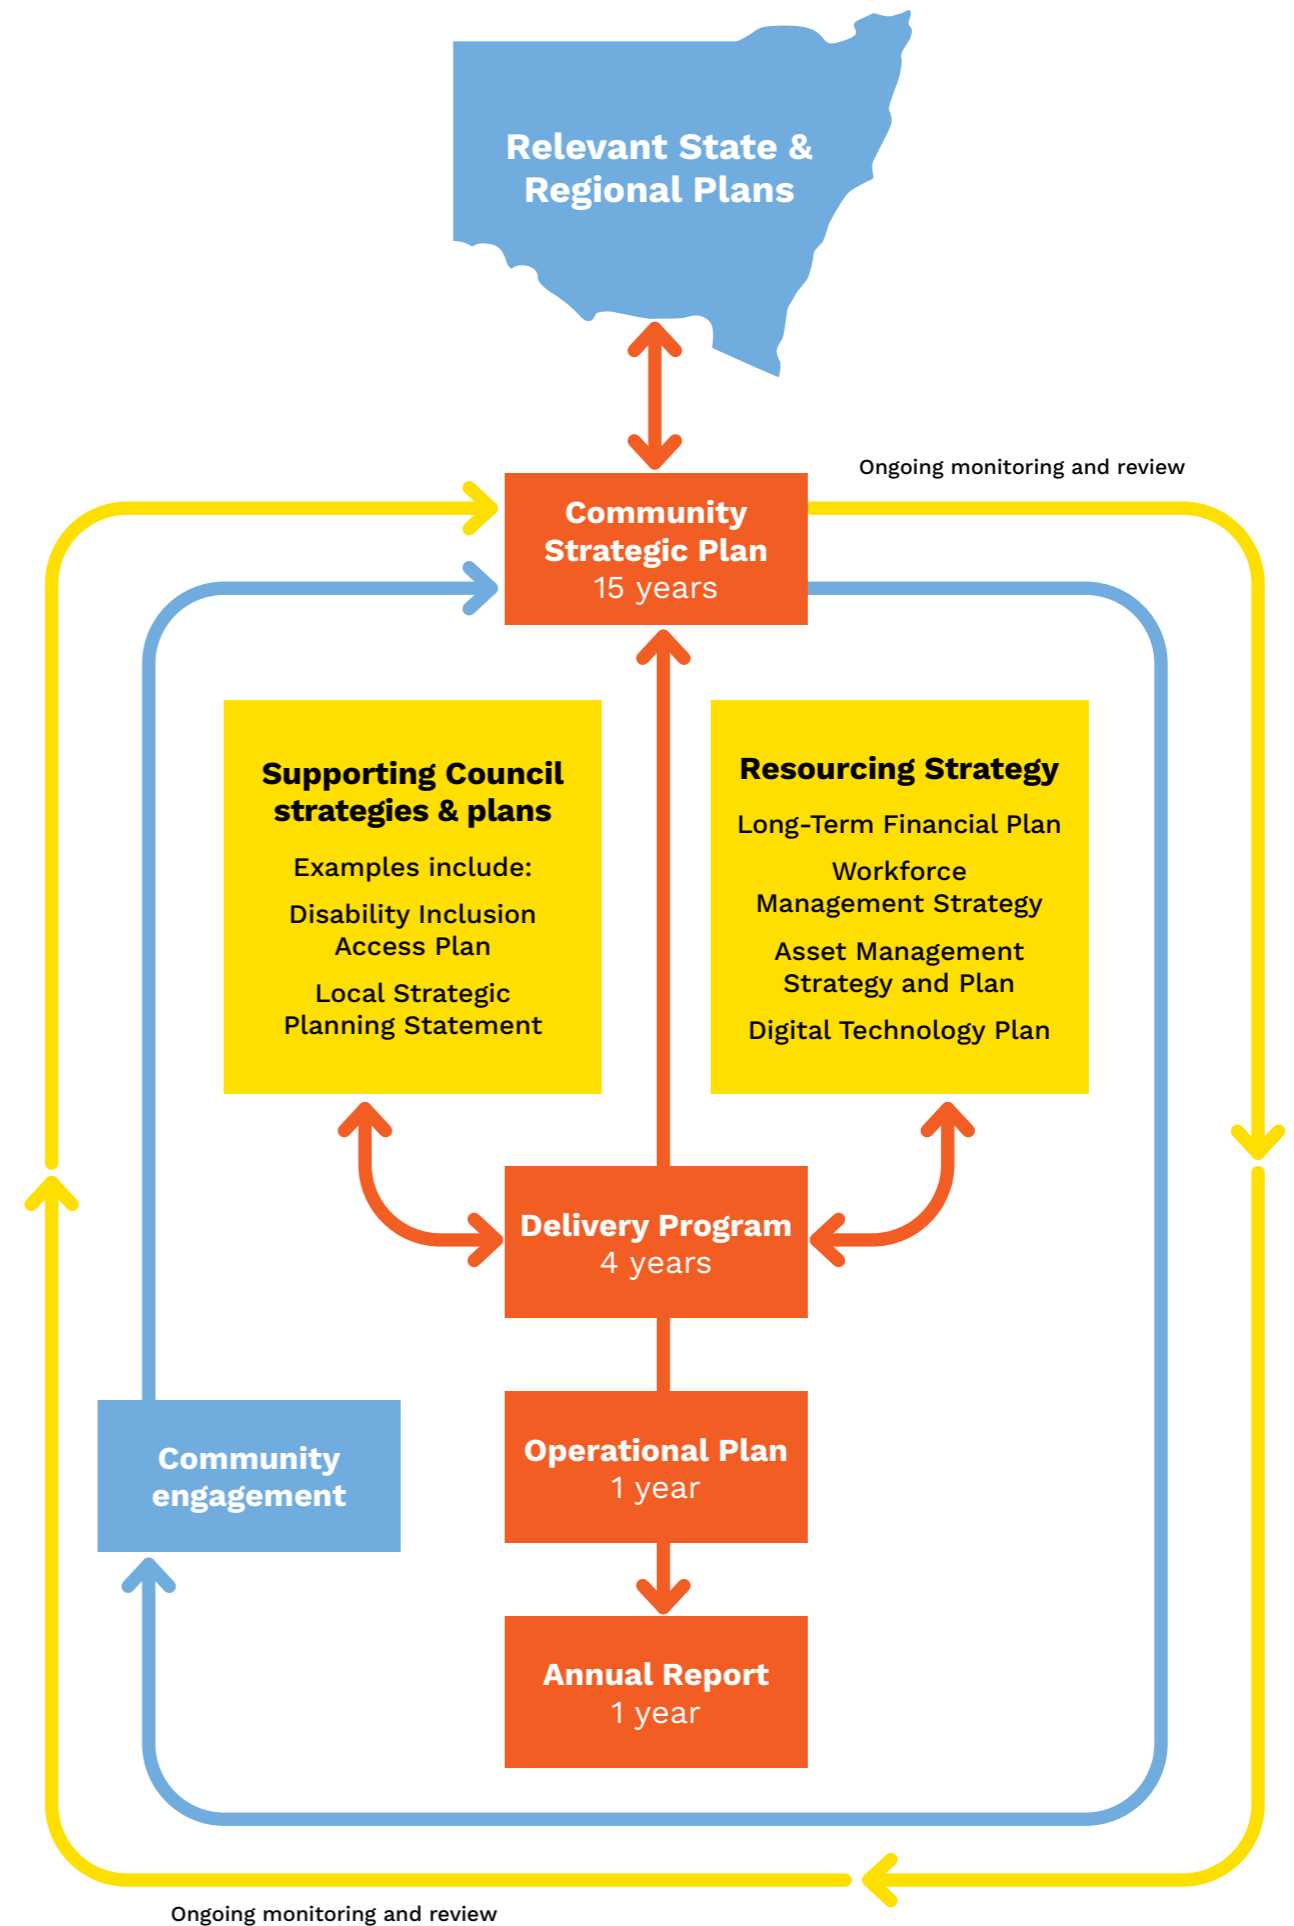 Relevant State &
Regional Plans
Ongoing monitoring and review
Community
Strategic Plan
15 years
Supporting Council
strategies & plans
Examples include:
Disability Inclusion
Access Plan
Local Strategic
Planning Statement
Resourcing Strategy
Long-Term Financial Plan
Workforce
Management Strategy
Asset Management
Strategy and Plan
Digital Technology Plan
Delivery Program
4 years
Community
engagement
Operational Plan
1 year
Annual Report
1 year
Ongoing monitoring and review